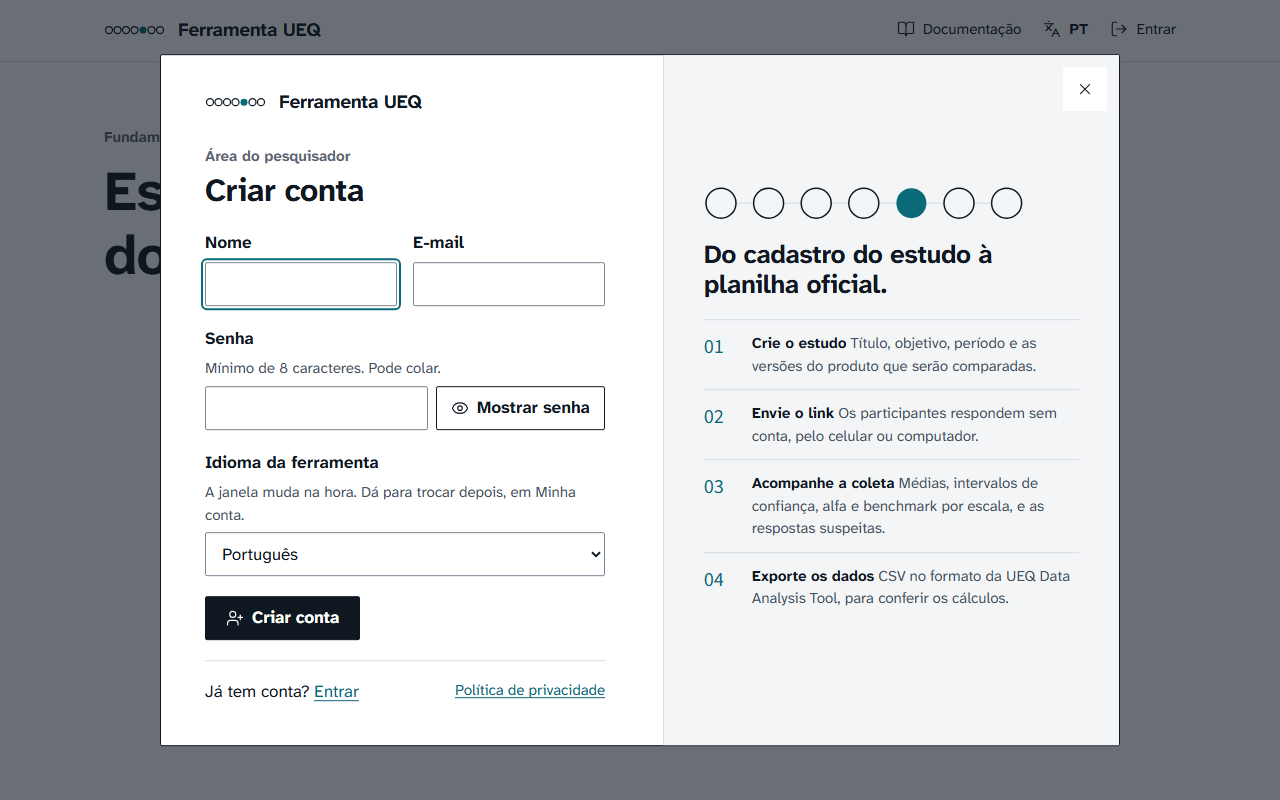 Ferramenta UEQ
Documentação
PT
Entrar
Fundam
Es
do
Ferramenta UEQ
Área do pesquisador
Criar conta
Nome
E-mail
Senha
Mínimo de 8 caracteres. Pode colar.
Mostrar senha
Idioma da ferramenta
A janela muda na hora. Dá para trocar depois, em Minha
conta.
Português
Criar conta
Já tem conta? Entrar
Política de privacidade
Do cadastro do estudo à
planilha oficial.
01
Crie o estudo Título, objetivo, período e as
versões do produto que serão comparadas.
02
Envie o link Os participantes respondem sem
conta, pelo celular ou computador.
03
Acompanhe a coleta Médias, intervalos de
confiança, alfa e benchmark por escala, e as
respostas suspeitas.
04
Exporte os dados CSV no formato da UEQ Data
Analysis Tool, para conferir os cálculos.